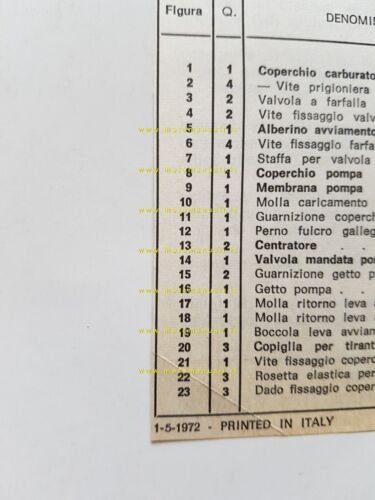 Figura Q. DENOMIN
1 1 Coperchio carburato
2 4 — Vite prigioniera
3 2 Valvola a farfalla
4 2 Vite fissaggio valv
5 1 Alberino avviamento
6 4 Vite fissaggio farfa
7 1 Staffa per valvola
8 1 Coperchio pompa
9 1 Membrana pompa
10 1 Molla caricamento
11 1 Guarnizione coperch
12 1 Perno fulcro galleg
13 2 Centratore . .
14 1 Valvola mandata pom
15 2 Guarnizione getto p
16 1 Getto pompa . .
17 1 Molla ritorno leva
18 1 Molla ritorno leva
19 1 Boccola leva avviam
20 3 Copiglia per tirant
21 1 Vite fissaggio coperc
22 3 Rosetta elastica per
23 3 Dado fissaggio coper
1-5-1972 - PRINTED IN ITALY